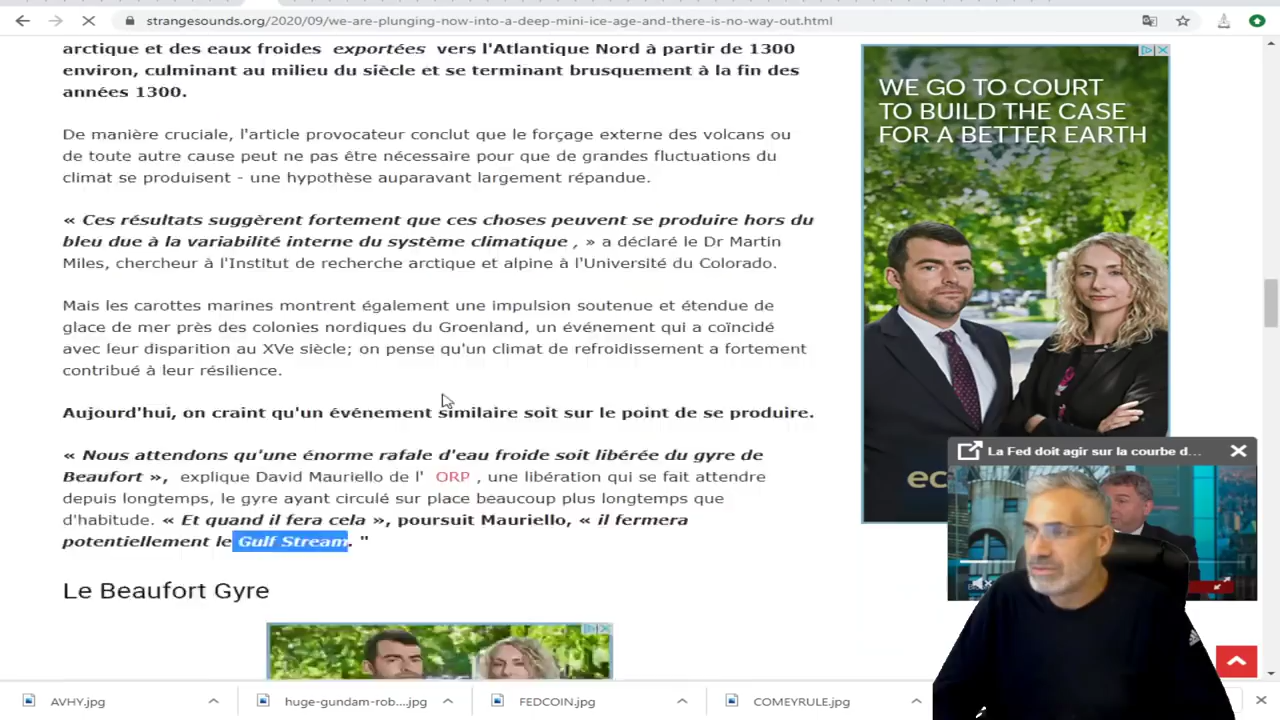 strangesounds.org/2020/09/we-are-plunging-now-into-a-deep-mini-ice-age-and-there-is-no-way-out.html
arctique et des eaux froides exportées vers l'Atlantique Nord à partir de 1300
environ, culminant au milieu du siècle et se terminant brusquement à la fin des
années 1300.
De manière cruciale, l'article provocateur conclut que le forçage externe des volcans ou
de toute autre cause peut ne pas être nécessaire pour que de grandes fluctuations du
climat se produisent - une hypothèse auparavant largement répandue.
« Ces résultats suggèrent fortement que ces choses peuvent se produire hors du
bleu due à la variabilité interne du système climatique , » a déclaré le Dr Martin
Miles, chercheur à l'Institut de recherche arctique et alpine à l'Université du Colorado.
Mais les carottes marines montrent également une impulsion soutenue et étendue de
glace de mer près des colonies nordiques du Groenland, un événement qui a coïncidé
avec leur disparition au XVe siècle; on pense qu'un climat de refroidissement a fortement
contribué à leur résilience.
Aujourd'hui, on craint qu'un événement similaire soit sur le point de se produire.
« Nous attendons qu'une énorme rafale d'eau froide soit libérée du gyre de
Beaufort », explique David Mauriello de l' ORP , une libération qui se fait attendre
depuis longtemps, le gyre ayant circulé sur place beaucoup plus longtemps que
d'habitude. « Et quand il fera cela », poursuit Mauriello, « il fermera
potentiellement le Gulf Stream. "
Le Beaufort Gyre
WE GO TO COURT
TO BUILD THE CASE
FOR A BETTER EARTH
ec
La Fed doit agir sur la courbe d...
AVHY.jpg
huge-gundam-rob....jpg
FEDCOIN.jpg
COMEYRULE.jpg